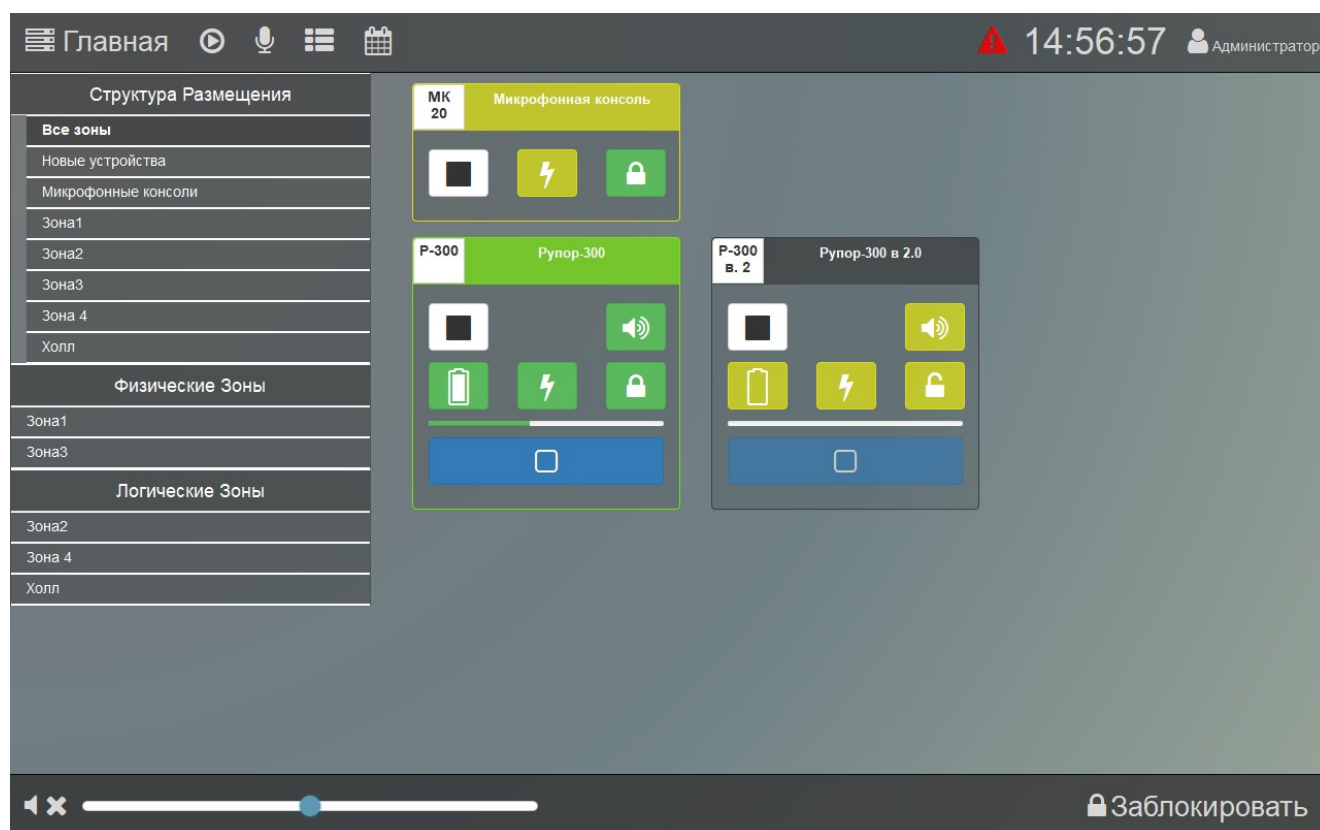 Главная
14:56:57
Администратор
Структура Размещения
Все зоны
Новые устройства
Микрофонные консоли
Зона1
Зона2
Зона3
Зона 4
Холл
Физические Зоны
Зона1
Зона3
Логические Зоны
Зона2
Зона 4
Холл
МК
20
Микрофонная консоль
Р-300
Рупор-300
Р-300
в. 2
Рупор-300 в 2.0
Заблокировать